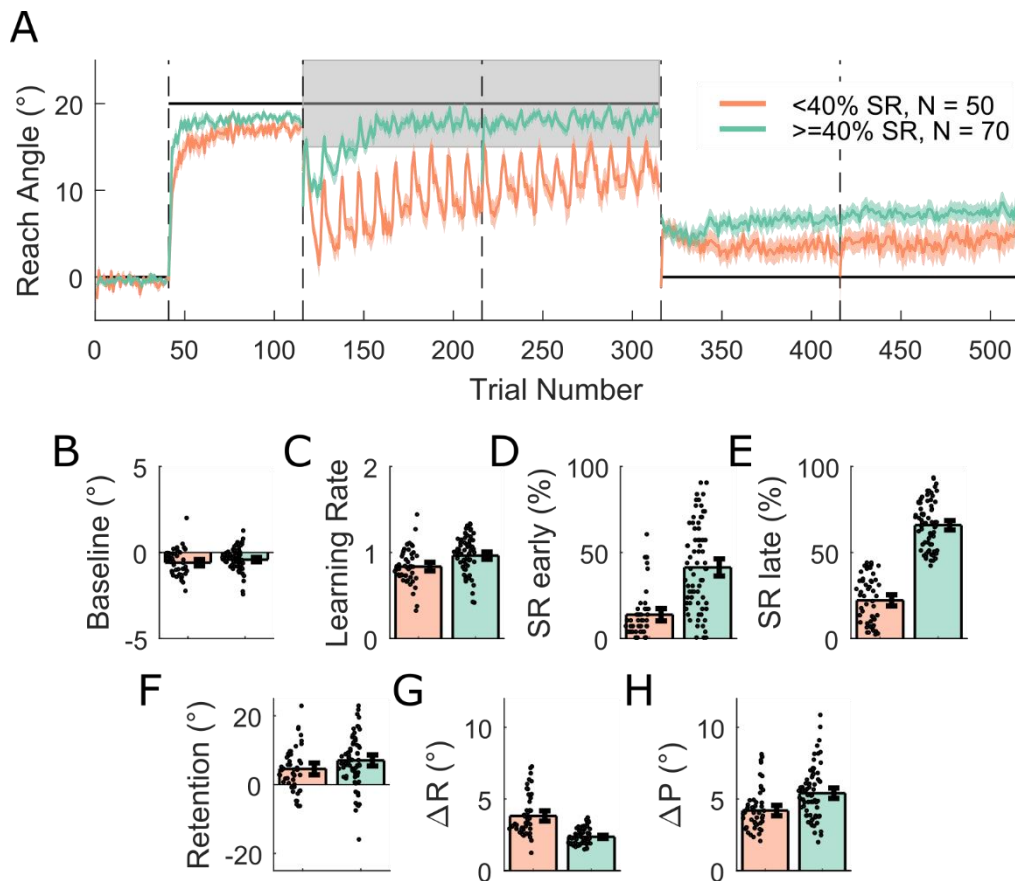 A
Reach Angle (°)
20
10
0
<40% SR, N = 50
>=40% SR, N = 70
0 50 100 150 200 250 300 350 400 450 500
Trial Number
B
Baseline (°)
5
0
-5
C
Learning Rate
2
1
0
D
SR early (%)
100
50
0
E
SR late (%)
100
50
0
F
Retention (°)
20
0
-20
G
ΔR (°)
10
5
0
H
ΔP (°)
10
5
0